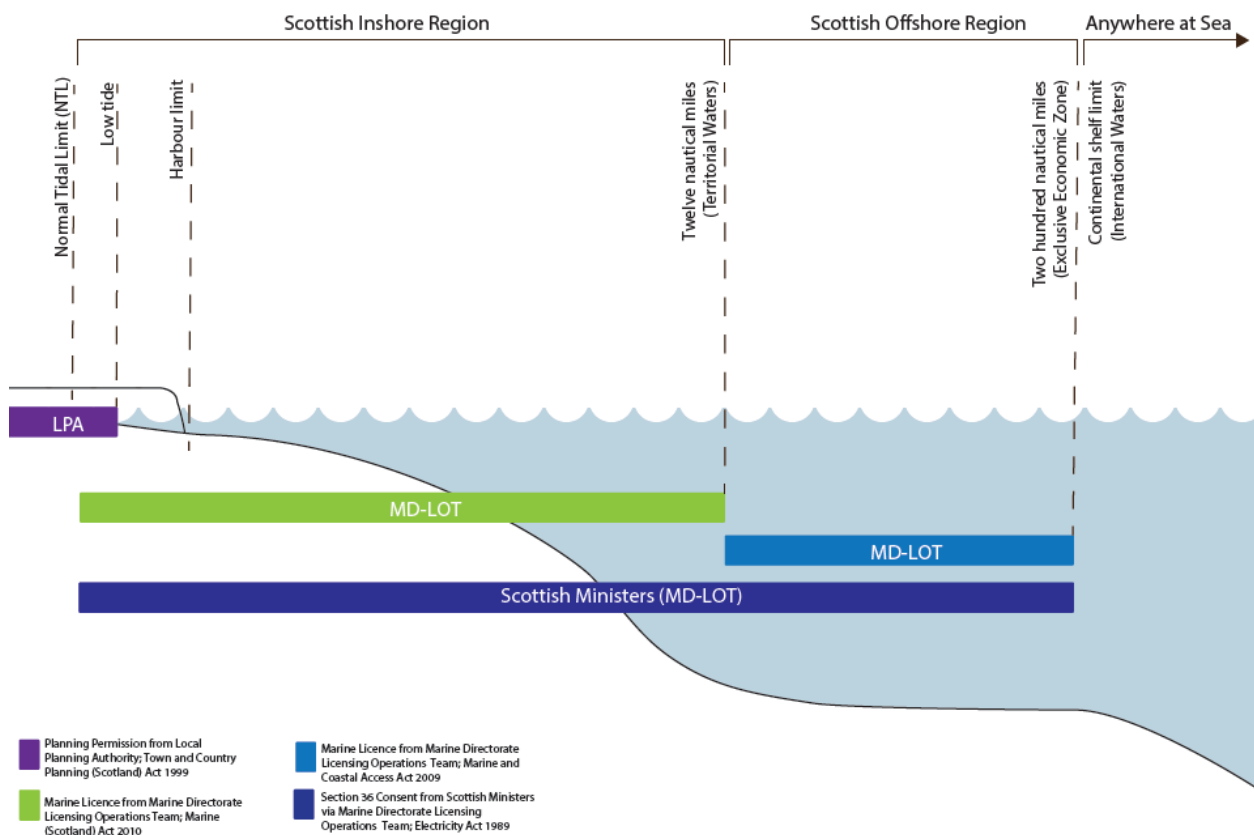 Scottish Inshore Region
Scottish Offshore Region
Anywhere at Sea
Normal Tidal Limit (NTL)
Low tide
Harbour limit
Twelve nautical miles
(Territorial Waters)
Two hundred nautical miles
(Exclusive Economic Zone)
Continental shelf limit
(International Waters)
LPA
MD-LOT
MD-LOT
Scottish Ministers (MD-LOT)
Planning Permission from Local
Planning Authority; Town and Country
Planning (Scotland) Act 1999
Marine Licence from Marine Directorate
Licensing Operations Team; Marine
(Scotland) Act 2010
Marine Licence from Marine Directorate
Licensing Operations Team; Marine and
Coastal Access Act 2009
Section 36 Consent from Scottish Ministers
via Marine Directorate Licensing
Operations Team; Electricity Act 1989